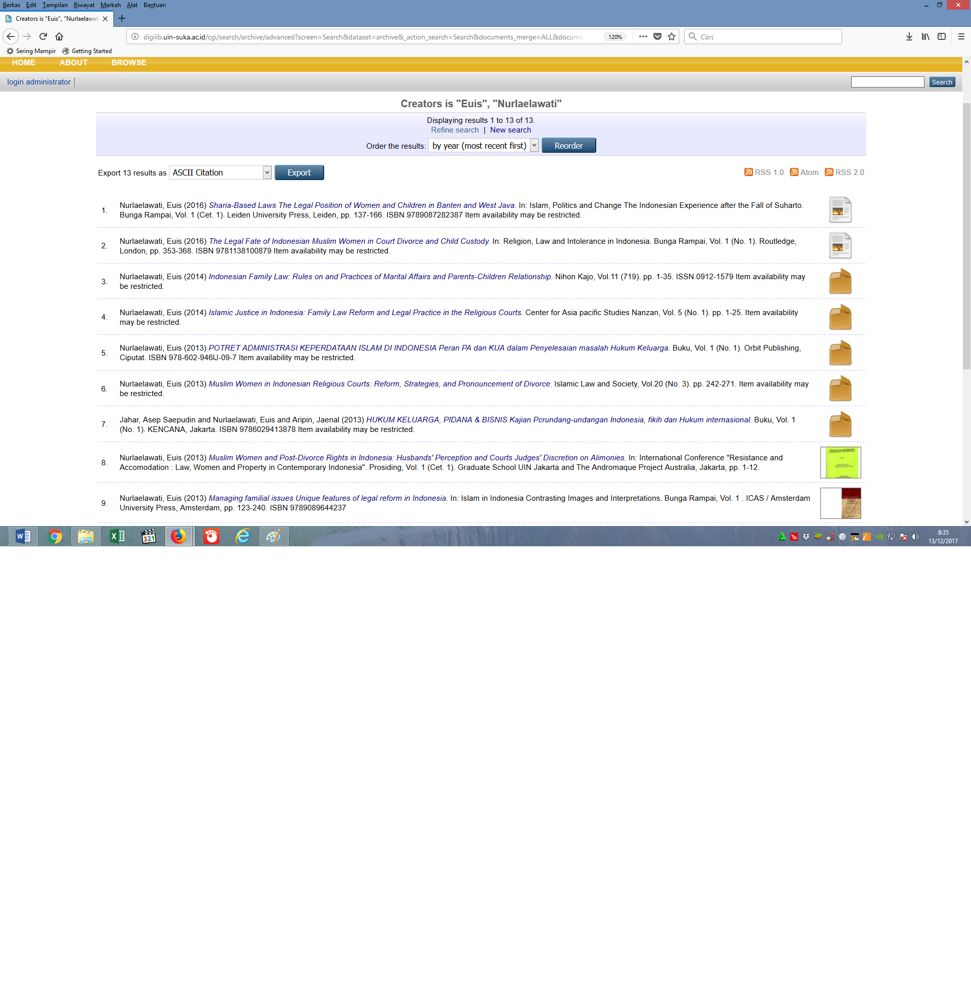 Berkas Edit Tampilan Riwayat Markah Alat Bantuan
Creators is "Euis", "Nurlaelawati
digilib.uin-suka.ac.id/cgi/search/archive/advanced?screen=Search&dataset=archive&_action_search=Search&documents_merge=ALL&docume
120%
Cari
Sering Mampir Getting Started
HOME ABOUT BROWSE
login administrator
Search
Creators is "Euis", "Nurlaelawati"
Displaying results 1 to 13 of 13.
Refine search | New search
Order the results: by year (most recent first) Reorder
Export 13 results as ASCII Citation Export
RSS 1.0 Atom RSS 2.0
1. Nurlaelawati, Euis (2016) Sharia-Based Laws The Legal Position of Women and Children in Banten and West Java. In: Islam, Politics and Change The Indonesian Experience after the Fall of Suharto.
Bunga Rampai, Vol. 1 (Cet. 1). Leiden University Press, Leiden, pp. 137-166. ISBN 9789087282387 Item availability may be restricted.
2. Nurlaelawati, Euis (2016) The Legal Fate of Indonesian Muslim Women in Court Divorce and Child Custody. In: Religion, Law and Intolerance in Indonesia. Bunga Rampai, Vol. 1 (No. 1). Routledge,
London, pp. 353-368. ISBN 9781138100879 Item availability may be restricted.
3. Nurlaelawati, Euis (2014) Indonesian Family Law: Rules on and Practices of Marital Affairs and Parents-Children Relationship. Nihon Kajo, Vol.11 (719). pp. 1-35. ISSN 0912-1579 Item availability may
be restricted.
4. Nurlaelawati, Euis (2014) Islamic Justice in Indonesia: Family Law Reform and Legal Practice in the Religious Courts. Center for Asia pacific Studies Nanzan, Vol. 5 (No. 1). pp. 1-25. Item availability
may be restricted.
5. Nurlaelawati, Euis (2013) POTRET ADMINISTRASI KEPERDATAAN ISLAM DI INDONESIA Peran PA dan KUA dalam Penyelesaian masalah Hukum Keluarga. Buku, Vol. 1 (No. 1). Orbit Publishing,
Ciputat. ISBN 978-602-946lJ-09-7 Item availability may be restricted.
6. Nurlaelawati, Euis (2013) Muslim Women in Indonesian Religious Courts: Reform, Strategies, and Pronouncement of Divorce. Islamic Law and Society, Vol.20 (No. 3). pp. 242-271. Item availability may
be restricted.
7. Jahar, Asep Saepudin and Nurlaelawati, Euis and Aripin, Jaenal (2013) HUKUM KELUARGA, PIDANA & BISNIS Kajian Pcrundang-undangan Indonesia, fikih dan Hukum internasional. Buku, Vol. 1
(No. 1). KENCANA, Jakarta. ISBN 9786029413878 Item availability may be restricted.
8. Nurlaelawati, Euis (2013) Muslim Women and Post-Divorce Rights in Indonesia: Husbands' Perception and Courts Judges' Discretion on Alimonies. In: International Conference "Resistance and
Accomodation : Law, Women and Property in Contemporary Indonesia". Prosiding, Vol. 1 (Cet. 1). Graduate School UIN Jakarta and The Andromaque Project Australia, Jakarta, pp. 1-12.
9. Nurlaelawati, Euis (2013) Managing familial issues Unique features of legal reform in Indonesia. In: Islam in Indonesia Contrasting Images and Interpretations. Bunga Rampai, Vol. 1 . ICAS / Amsterdam
University Press, Amsterdam, pp. 123-240. ISBN 9789089644237
ICAS
321
8:35
13/12/2017